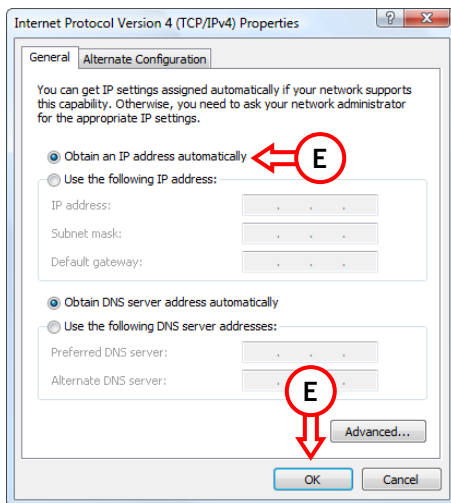 Internet Protocol Version 4 (TCP/IPv4) Properties
General
Alternate Configuration
You can get IP settings assigned automatically if your network supports
this capability. Otherwise, you need to ask your network administrator
for the appropriate IP settings.
Obtain an IP address automatically
E
Use the following IP address:
IP address:
. . .
Subnet mask:
. . .
Default gateway:
. . .
Obtain DNS server address automatically
Use the following DNS server addresses:
Preferred DNS server:
. . .
Alternate DNS server:
. . .
E
Advanced...
OK
Cancel